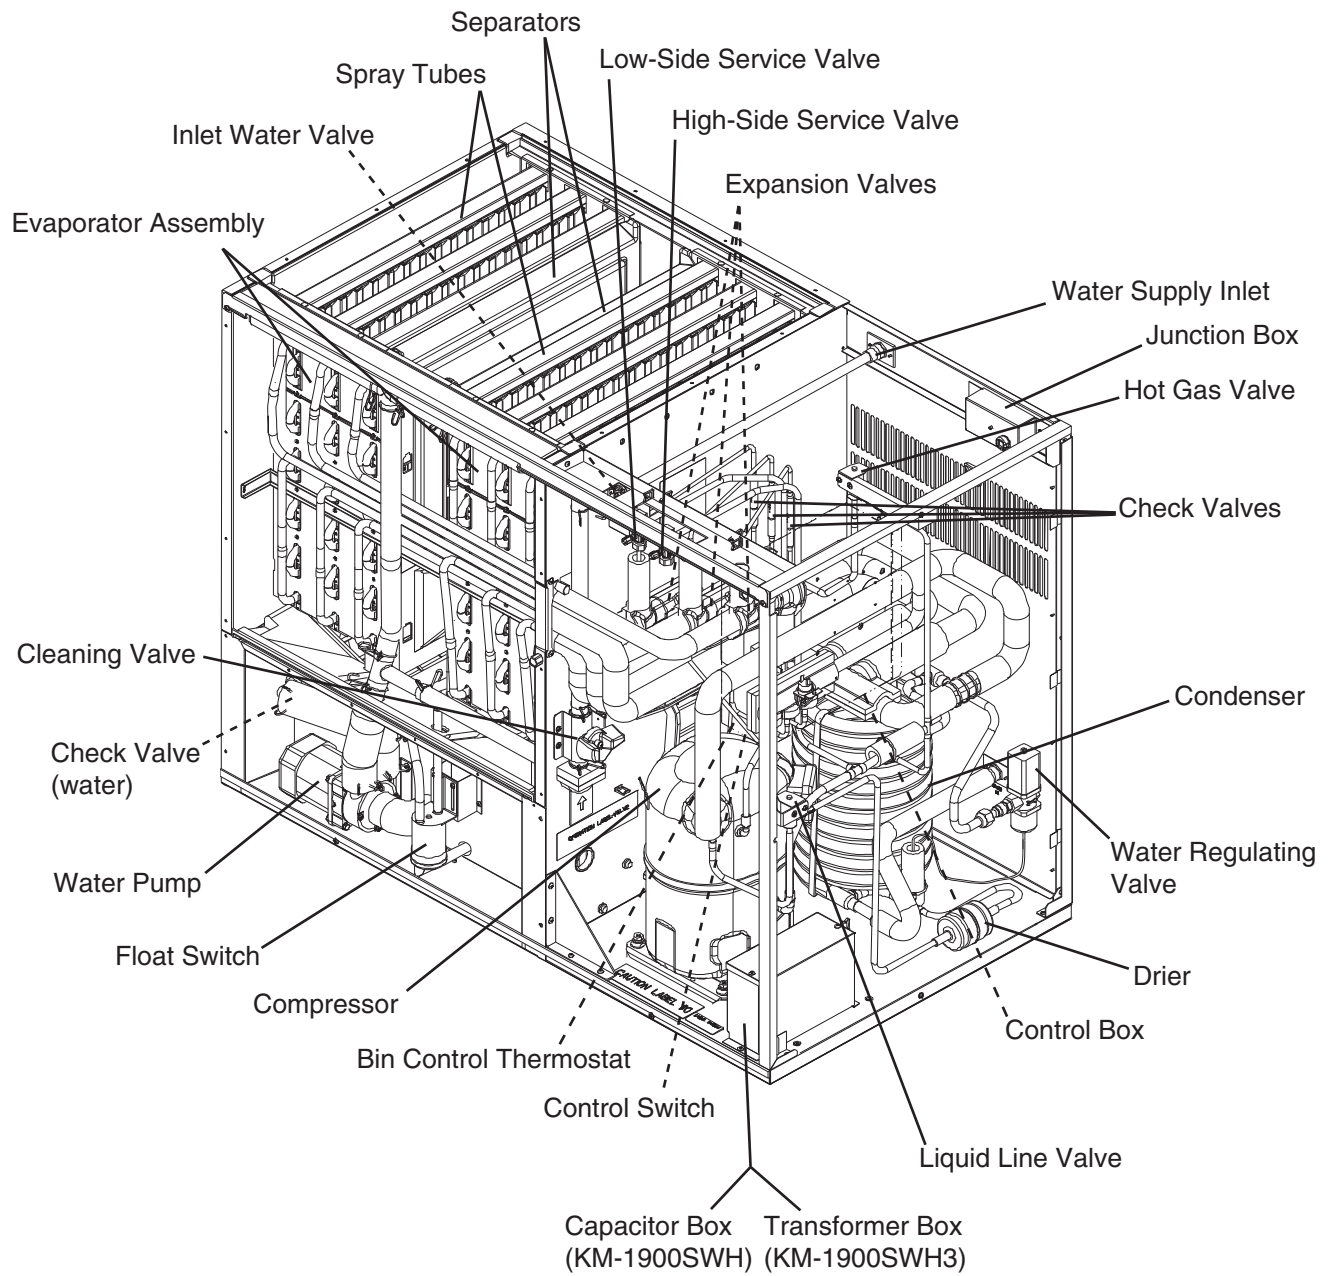 Separators
Low-Side Service Valve
Spray Tubes
High-Side Service Valve
Inlet Water Valve
Expansion Valves
Evaporator Assembly
Water Supply Inlet
Junction Box
Hot Gas Valve
Check Valves
Cleaning Valve
Condenser
Check Valve
(water)
Water Regulating
Valve
Water Pump
Float Switch
Drier
Compressor
Control Box
Bin Control Thermostat
Control Switch
Liquid Line Valve
CAUTION LABEL
Capacitor Box
(KM-1900SWH)
Transformer Box
(KM-1900SWH3)